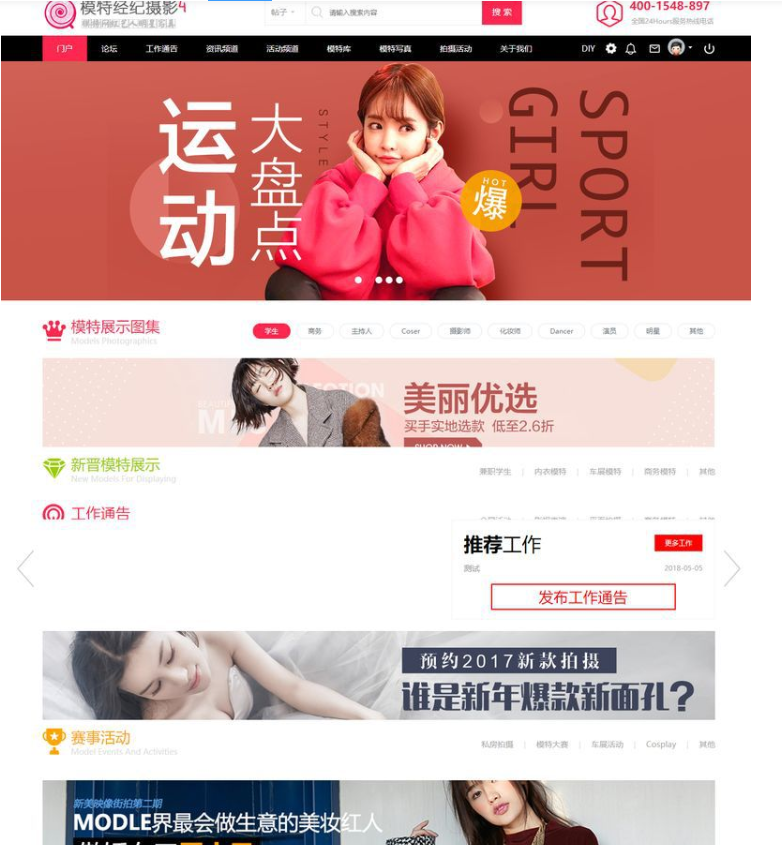 模特经纪摄影4
帖子
请输入搜索内容
搜索
400-1548-897
全国24Hours服务热线电话
门户 论坛 工作通告 资讯频道 活动频道 模特库 模特写真 拍摄活动 关于我们 DIY
运动
大盘点
STYLE
HOT
爆
GIRL
SPORT
模特展示图集
Models Photographics
学生 商务 主持人 Coser 摄影师 化妆师 Dancer 演员 明星 其他
美丽优选
买手实地选款 低至2.6折
SHOP NOW
新晋模特展示
New Models For Displaying
兼职学生 | 内衣模特 | 车展模特 | 商务模特 | 其他
工作通告
推荐工作
更多工作
测试
2018-05-05
发布工作通告
预约2017新款拍摄
谁是新年爆款新面孔?
赛事活动
Model Events And Activities
私房拍摄 | 模特大赛 | 车展活动 | Cosplay | 其他
新美映像街拍第二期
MODLE界最会做生意的美妆红人